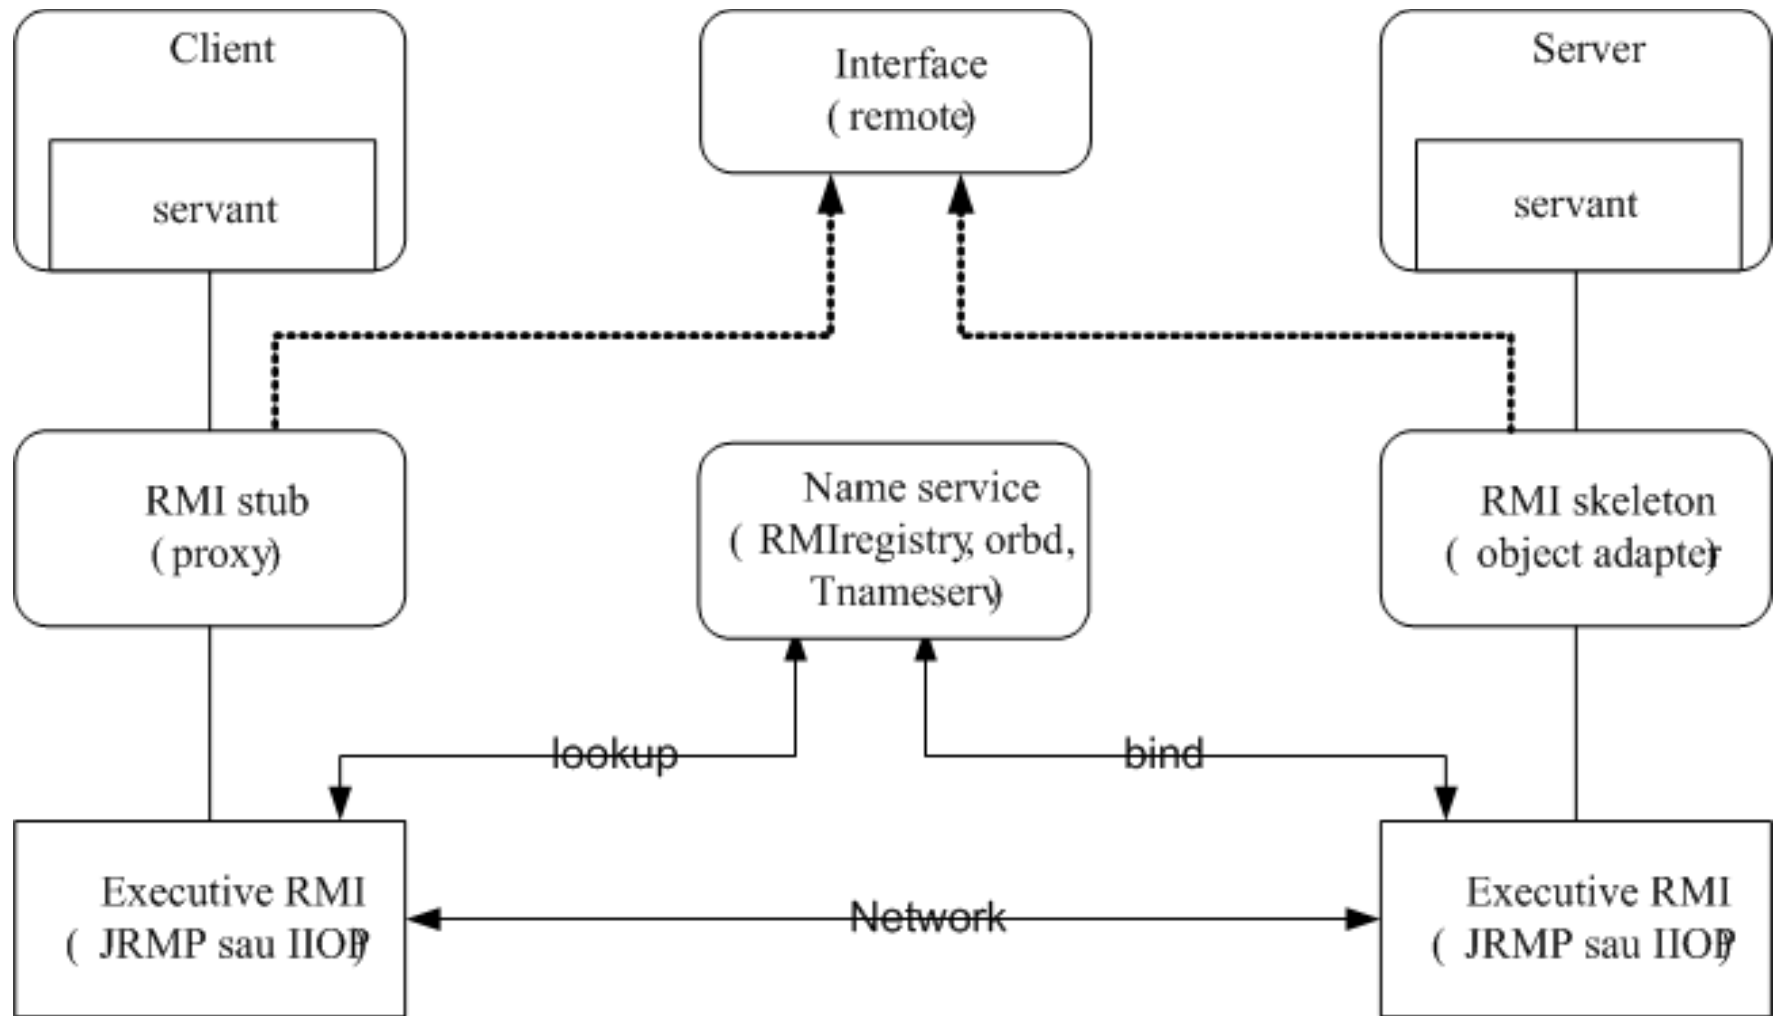 Client
servant
Interface
( remote)
Server
servant
RMI stub
( proxy)
Name service
( RMIregistry, orbd,
Tnameserv)
RMI skeleton
( object adapter)
lookup
bind
Executive RMI
( JRMP sau IIOP)
Network
Executive RMI
( JRMP sau IIOP)